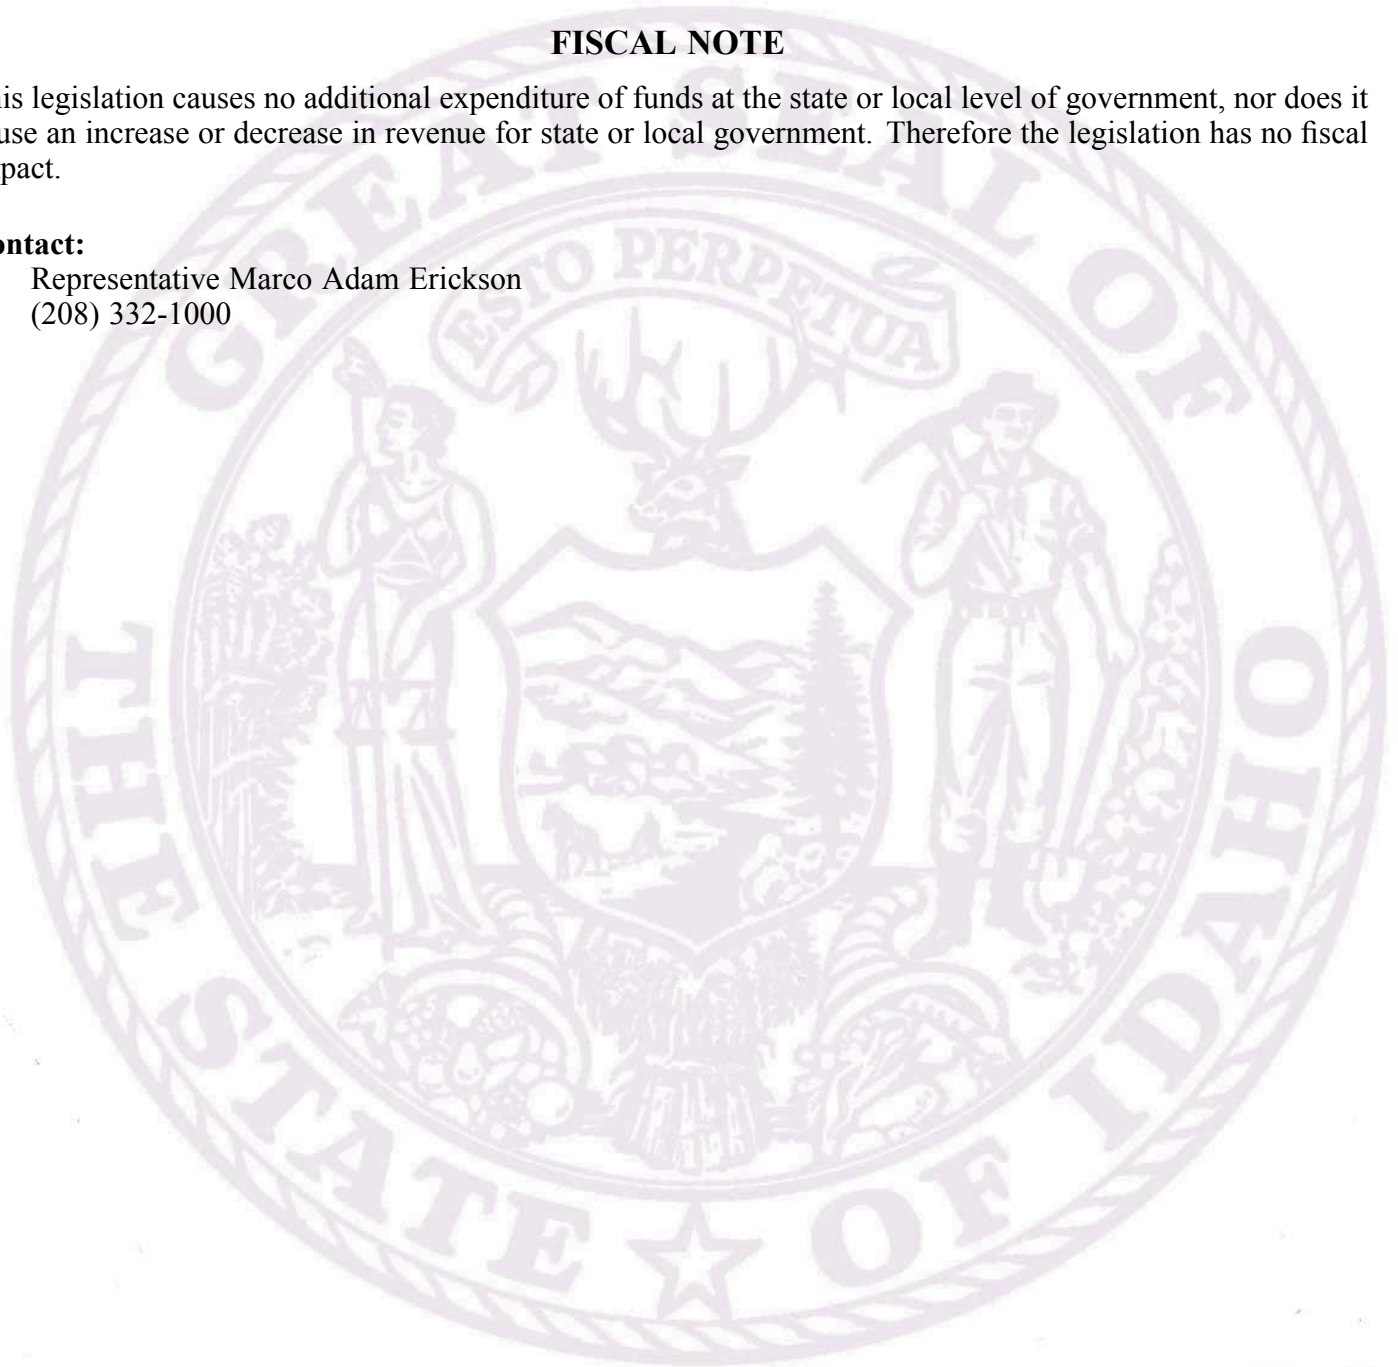 FISCAL NOTE
is legislation causes no additional expenditure of funds at the state or local level of government, nor does it
use an increase or decrease in revenue for state or local government. Therefore the legislation has no fiscal
pact.
ontact:
Representative Marco Adam Erickson
(208) 332-1000
GREAT SEAL OF
ESTO PERPETUA
THE STATE OF IDAHO